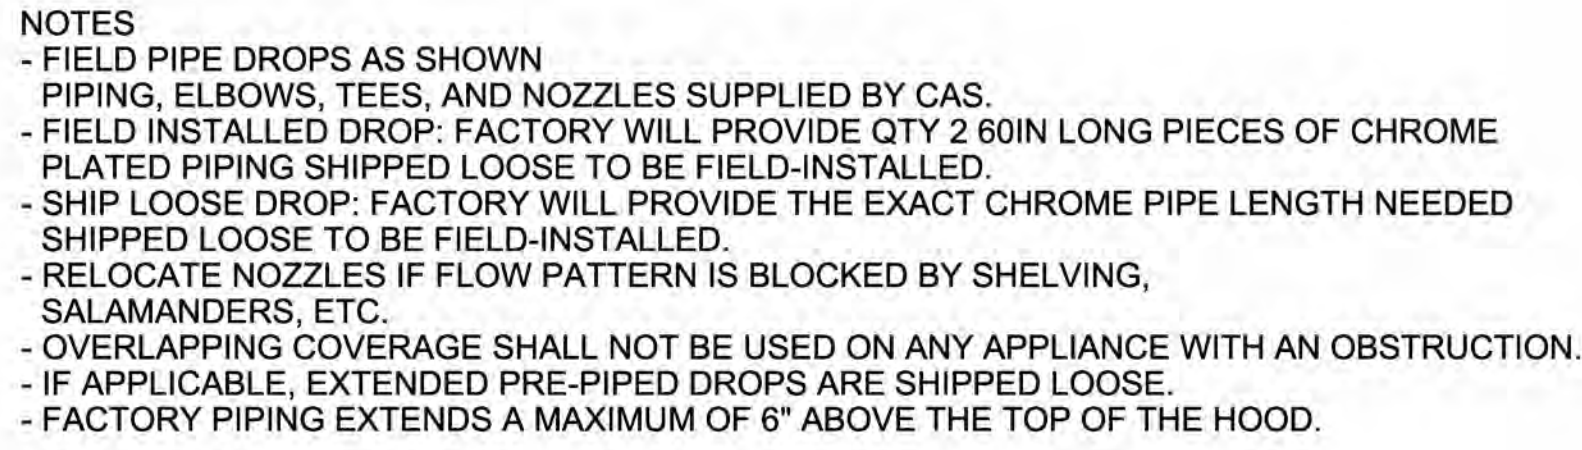 NOTES
- FIELD PIPE DROPS AS SHOWN
PIPING, ELBOWS, TEES, AND NOZZLES SUPPLIED BY CAS.
- FIELD INSTALLED DROP: FACTORY WILL PROVIDE QTY 2 60IN LONG PIECES OF CHROME
PLATED PIPING SHIPPED LOOSE TO BE FIELD-INSTALLED.
- SHIP LOOSE DROP: FACTORY WILL PROVIDE THE EXACT CHROME PIPE LENGTH NEEDED
SHIPPED LOOSE TO BE FIELD-INSTALLED.
- RELOCATE NOZZLES IF FLOW PATTERN IS BLOCKED BY SHELVING,
SALAMANDERS, ETC.
- OVERLAPPING COVERAGE SHALL NOT BE USED ON ANY APPLIANCE WITH AN OBSTRUCTION.
- IF APPLICABLE, EXTENDED PRE-PIPED DROPS ARE SHIPPED LOOSE.
- FACTORY PIPING EXTENDS A MAXIMUM OF 6" ABOVE THE TOP OF THE HOOD.